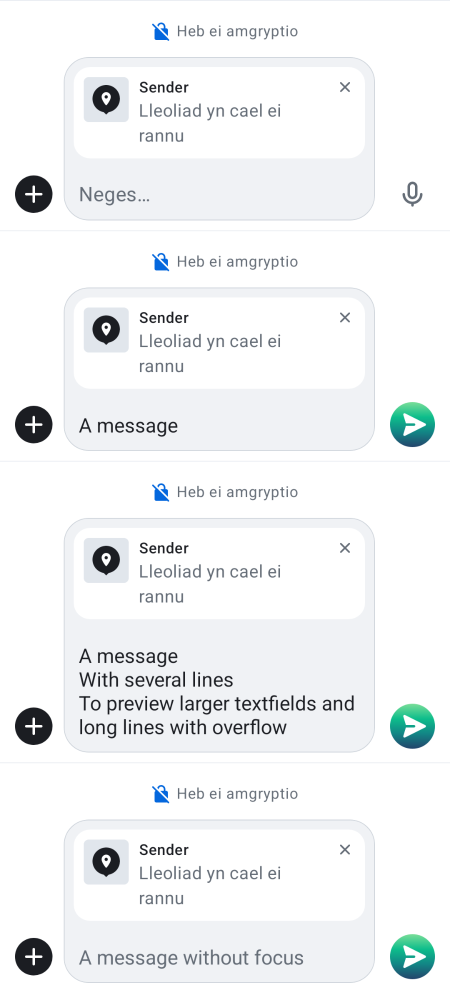 Heb ei amgryptio
Sender
Lleoliad yn cael ei
rannu
Neges…
Heb ei amgryptio
Sender
Lleoliad yn cael ei
rannu
A message
Heb ei amgryptio
Sender
Lleoliad yn cael ei
rannu
A message
With several lines
To preview larger textfields and
long lines with overflow
Heb ei amgryptio
Sender
Lleoliad yn cael ei
rannu
A message without focus